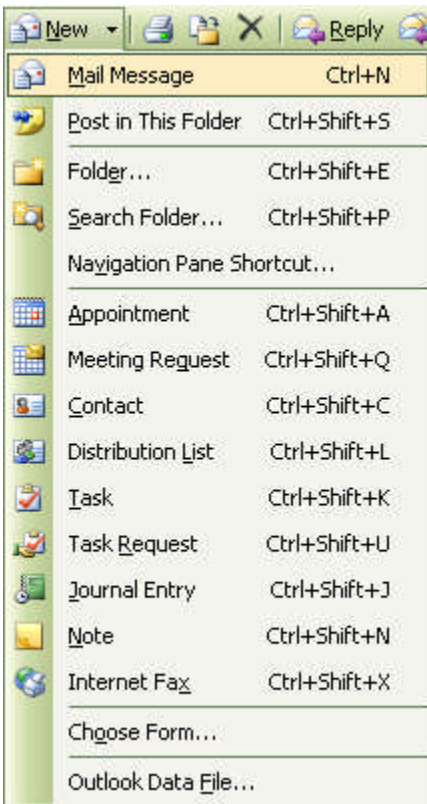 New Reply
Mail Message Ctrl+N
Post in This Folder Ctrl+Shift+S
Folder... Ctrl+Shift+E
Search Folder... Ctrl+Shift+P
Navigation Pane Shortcut...
Appointment Ctrl+Shift+A
Meeting Request Ctrl+Shift+Q
Contact Ctrl+Shift+C
Distribution List Ctrl+Shift+L
Task Ctrl+Shift+K
Task Request Ctrl+Shift+U
Journal Entry Ctrl+Shift+J
Note Ctrl+Shift+N
Internet Fax Ctrl+Shift+X
Choose Form...
Outlook Data File...